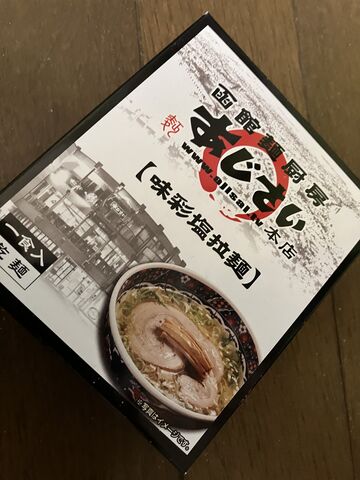 函館麺厨房
あじさい
www.ajisai.tv
本店
【味彩塩拉麺】
一食入
乾麺
※写真はイメージです。